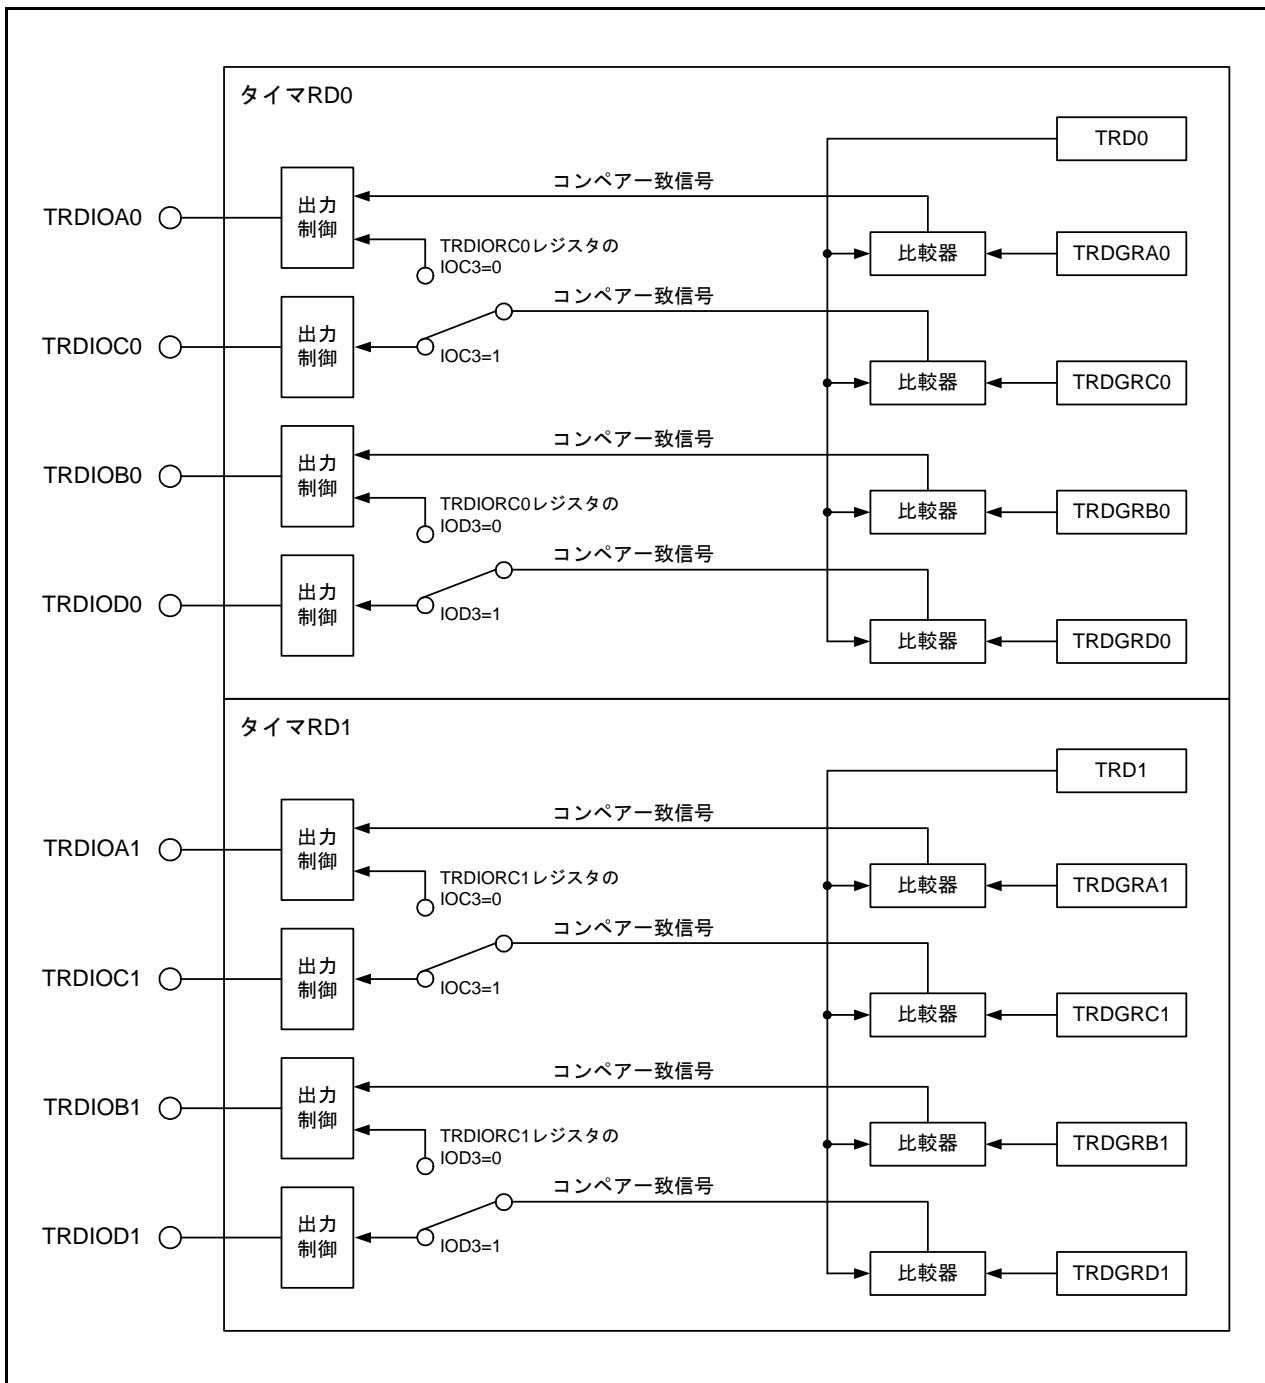 タイマRD0
TRD0
コンペア一致信号
TRDIOA0
出力
制御
TRDIORC0レジスタの
IOC3=0
比較器
TRDGRA0
コンペア一致信号
TRDIOC0
出力
制御
IOC3=1
比較器
TRDGRC0
コンペア一致信号
TRDIOB0
出力
制御
TRDIORC0レジスタの
IOD3=0
比較器
TRDGRB0
コンペア一致信号
TRDIOD0
出力
制御
IOD3=1
比較器
TRDGRD0
タイマRD1
TRD1
コンペア一致信号
TRDIOA1
出力
制御
TRDIORC1レジスタの
IOC3=0
比較器
TRDGRA1
コンペア一致信号
TRDIOC1
出力
制御
IOC3=1
比較器
TRDGRC1
コンペア一致信号
TRDIOB1
出力
制御
TRDIORC1レジスタの
IOD3=0
比較器
TRDGRB1
コンペア一致信号
TRDIOD1
出力
制御
IOD3=1
比較器
TRDGRD1